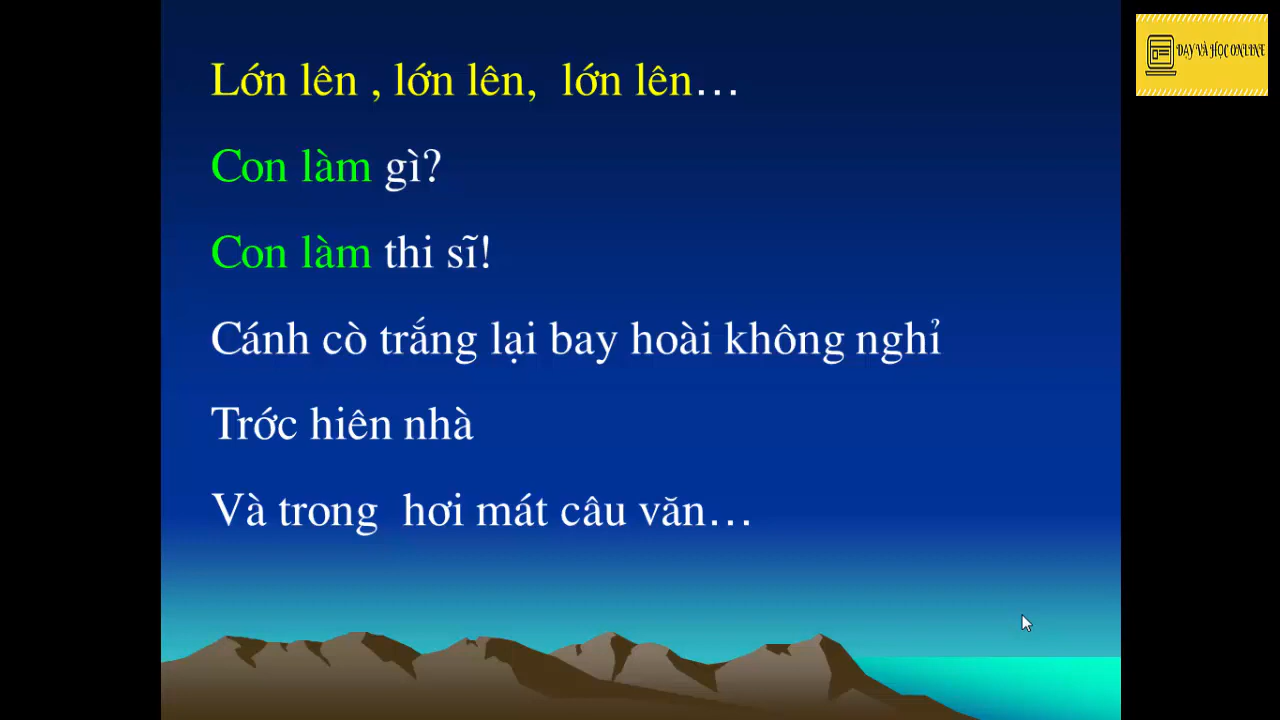 Lớn lên , lớn lên, lớn lên…
DẠY VÀ HỌC ONLINE
Con làm gì?
Con làm thi sĩ!
Cánh cò trắng lại bay hoài không nghỉ
Trớc hiên nhà
Và trong hơi mát câu văn…